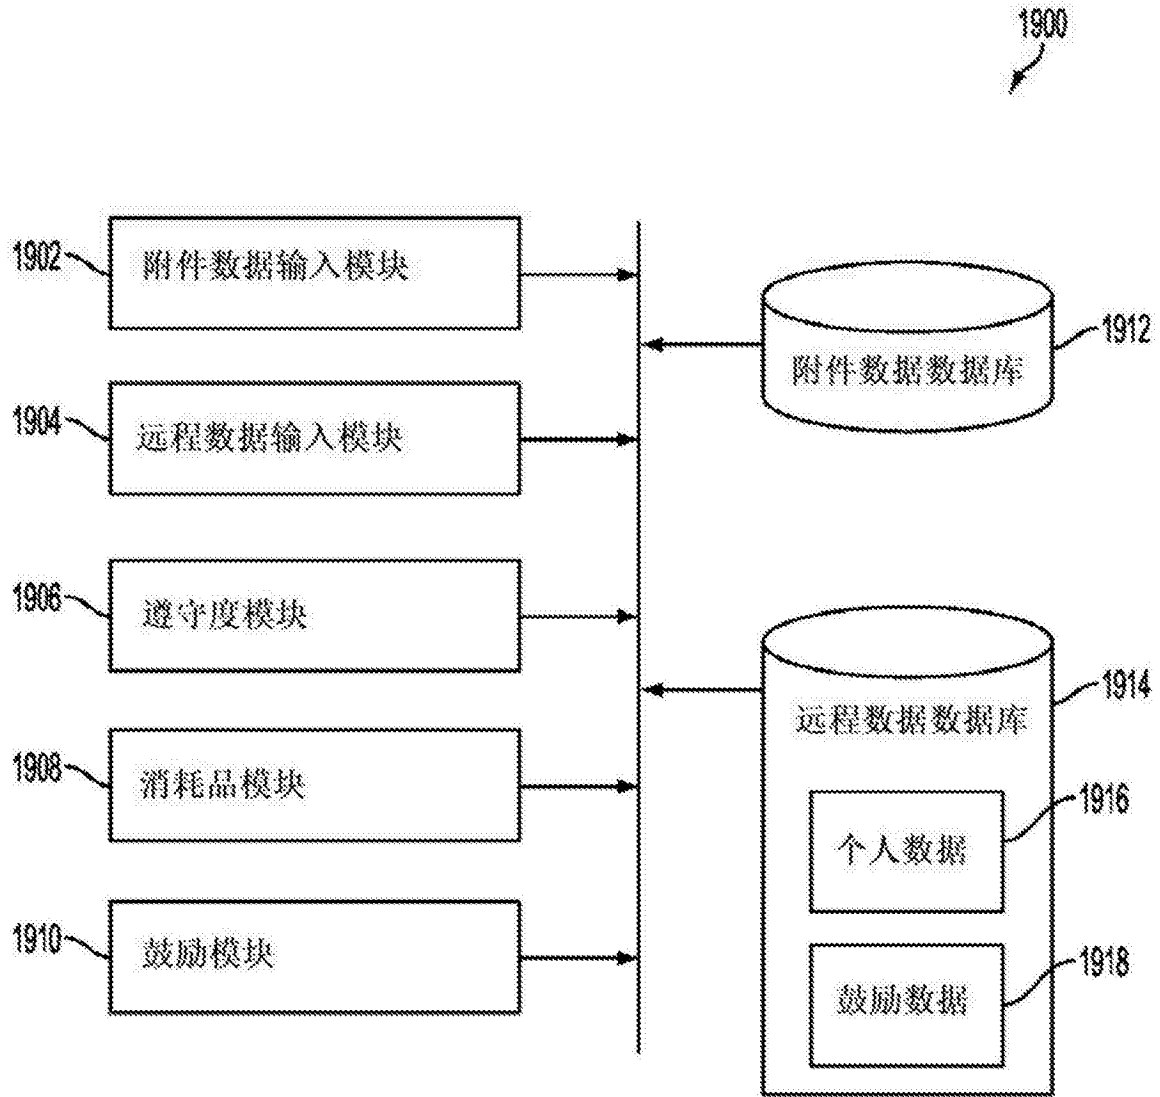 1900
1902
附件数据输入模块
1904
远程数据输入模块
1906
遵守度模块
1908
消耗品模块
1910
鼓励模块
1912
附件数据数据库
1914
远程数据数据库
1916
个人数据
1918
鼓励数据